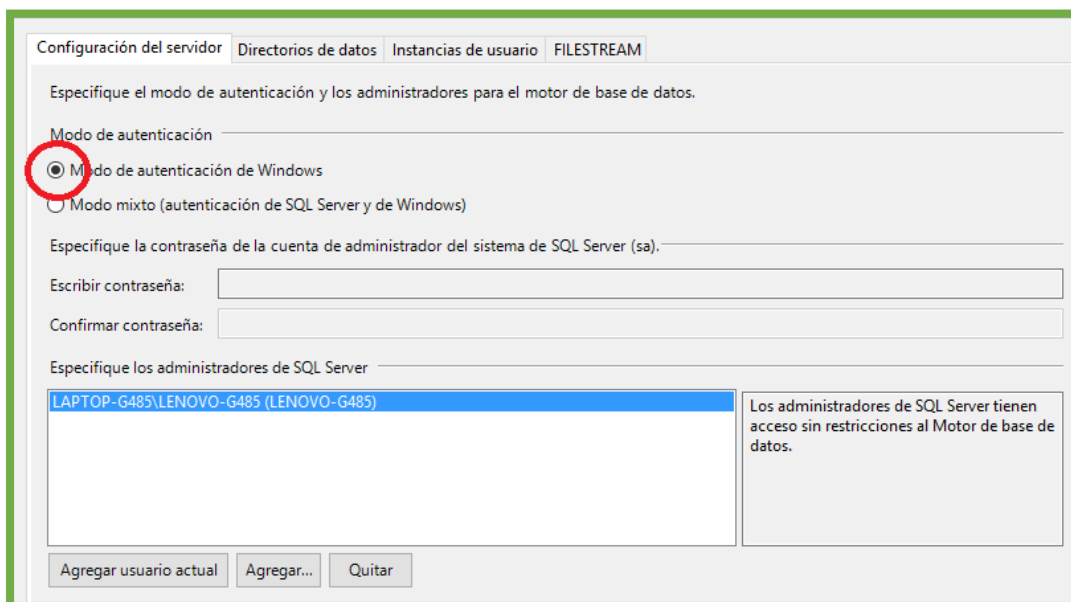 Configuración del servidor Directorios de datos Instancias de usuario FILESTREAM
Especifique el modo de autenticación y los administradores para el motor de base de datos.
Modo de autenticación
Modo de autenticación de Windows
Modo mixto (autenticación de SQL Server y de Windows)
Especifique la contraseña de la cuenta de administrador del sistema de SQL Server (sa).
Escribir contraseña:
Confirmar contraseña:
Especifique los administradores de SQL Server
LAPTOP-G485\LENOVO-G485 (LENOVO-G485)
Los administradores de SQL Server tienen
acceso sin restricciones al Motor de base de
datos.
Agregar usuario actual Agregar... Quitar